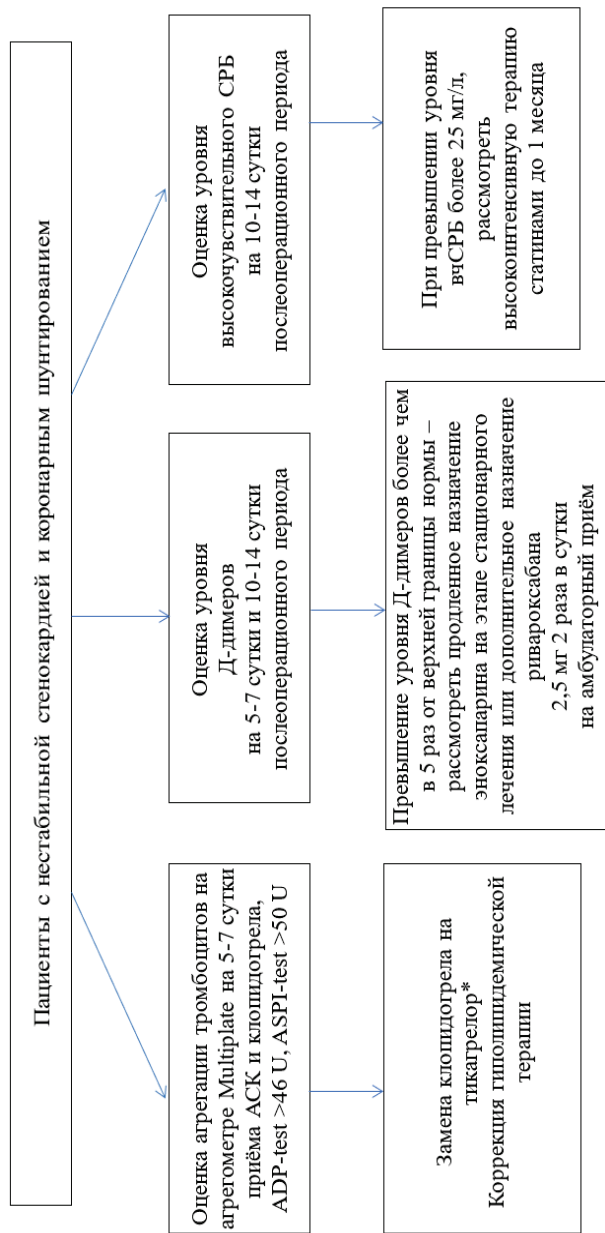 Пациенты с нестабильной стенокардией и коронарным шунтированием
Оценка агрегации тромбоцитов на
агрегометре Multiplate на 5-7 сутки
приёма АСК и клопидогрела,
ADP-test >46 U, ASPI-test >50 U
Замена клопидогрела на
тикагрелор*
Коррекция гиполипидемической
терапии
Оценка уровня
Д-димеров
на 5-7 сутки и 10-14 сутки
послеоперационного периода
Превышение уровня Д-димеров более чем
в 5 раз от верхней границы нормы –
рассмотреть продленное назначение
эноксапарина на этапе стационарного
лечения или дополнительное назначение
ривароксабана
2,5 мг 2 раза в сутки
на амбулаторный приём
Оценка уровня
высокочувствительного СРБ
на 10-14 сутки
послеоперационного периода
При превышении уровня
вчСРБ более 25 мг/л,
рассмотреть
высокоинтенсивную терапию
статинами до 1 месяца